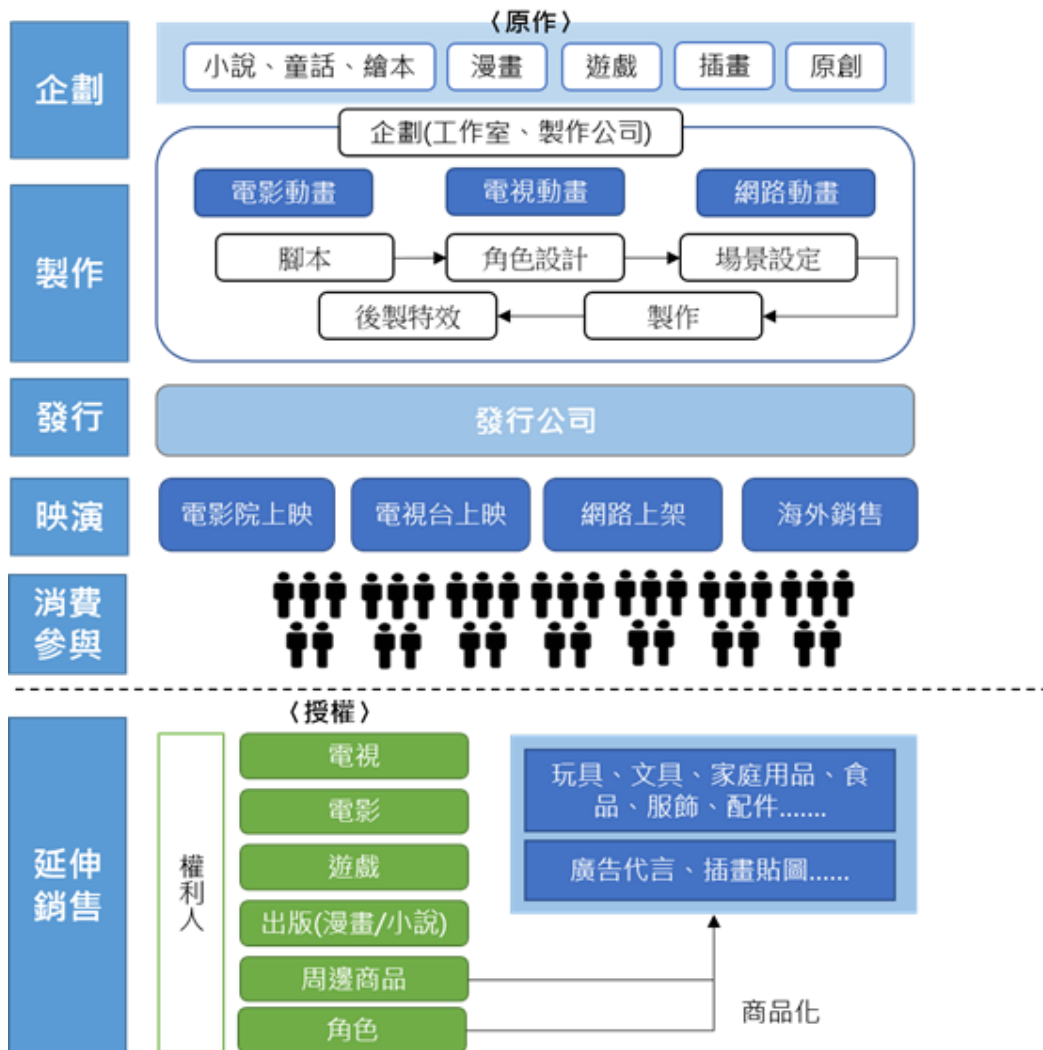 〈原作〉
企劃
小說、童話、繪本
漫畫
遊戲
插畫
原創
企劃(工作室、製作公司)
製作
電影動畫
電視動畫
網路動畫
腳本
角色設計
場景設定
後製特效
製作
發行
發行公司
映演
電影院上映
電視台上映
網路上架
海外銷售
消費
參與
延伸
銷售
權利人
〈授權〉
電視
電影
遊戲
出版(漫畫/小說)
周邊商品
角色
玩具、文具、家庭用品、食
品、服飾、配件.......
廣告代言、插畫貼圖......
商品化